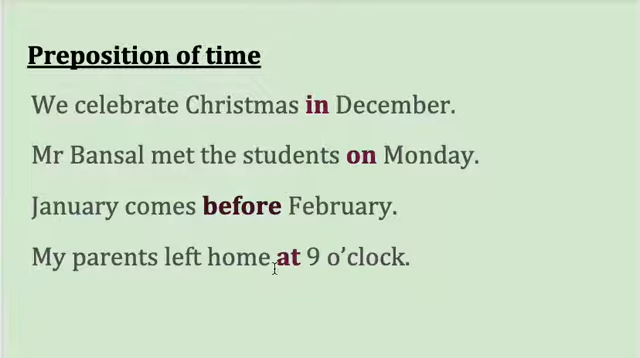 Preposition of time
We celebrate Christmas in December.
Mr Bansal met the students on Monday.
January comes before February.
My parents left home at 9 o’clock.